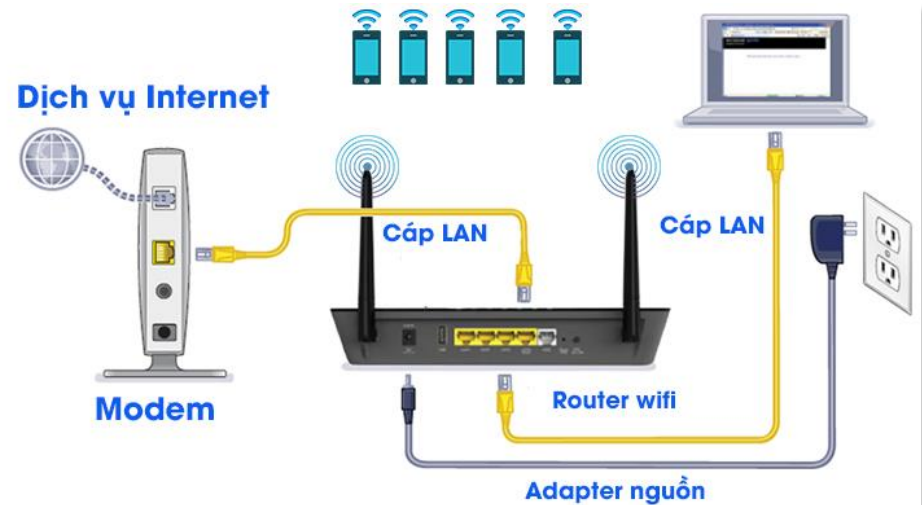 Dịch vụ Internet
Cáp LAN
Cáp LAN
Modem
Router wifi
Adapter nguồn